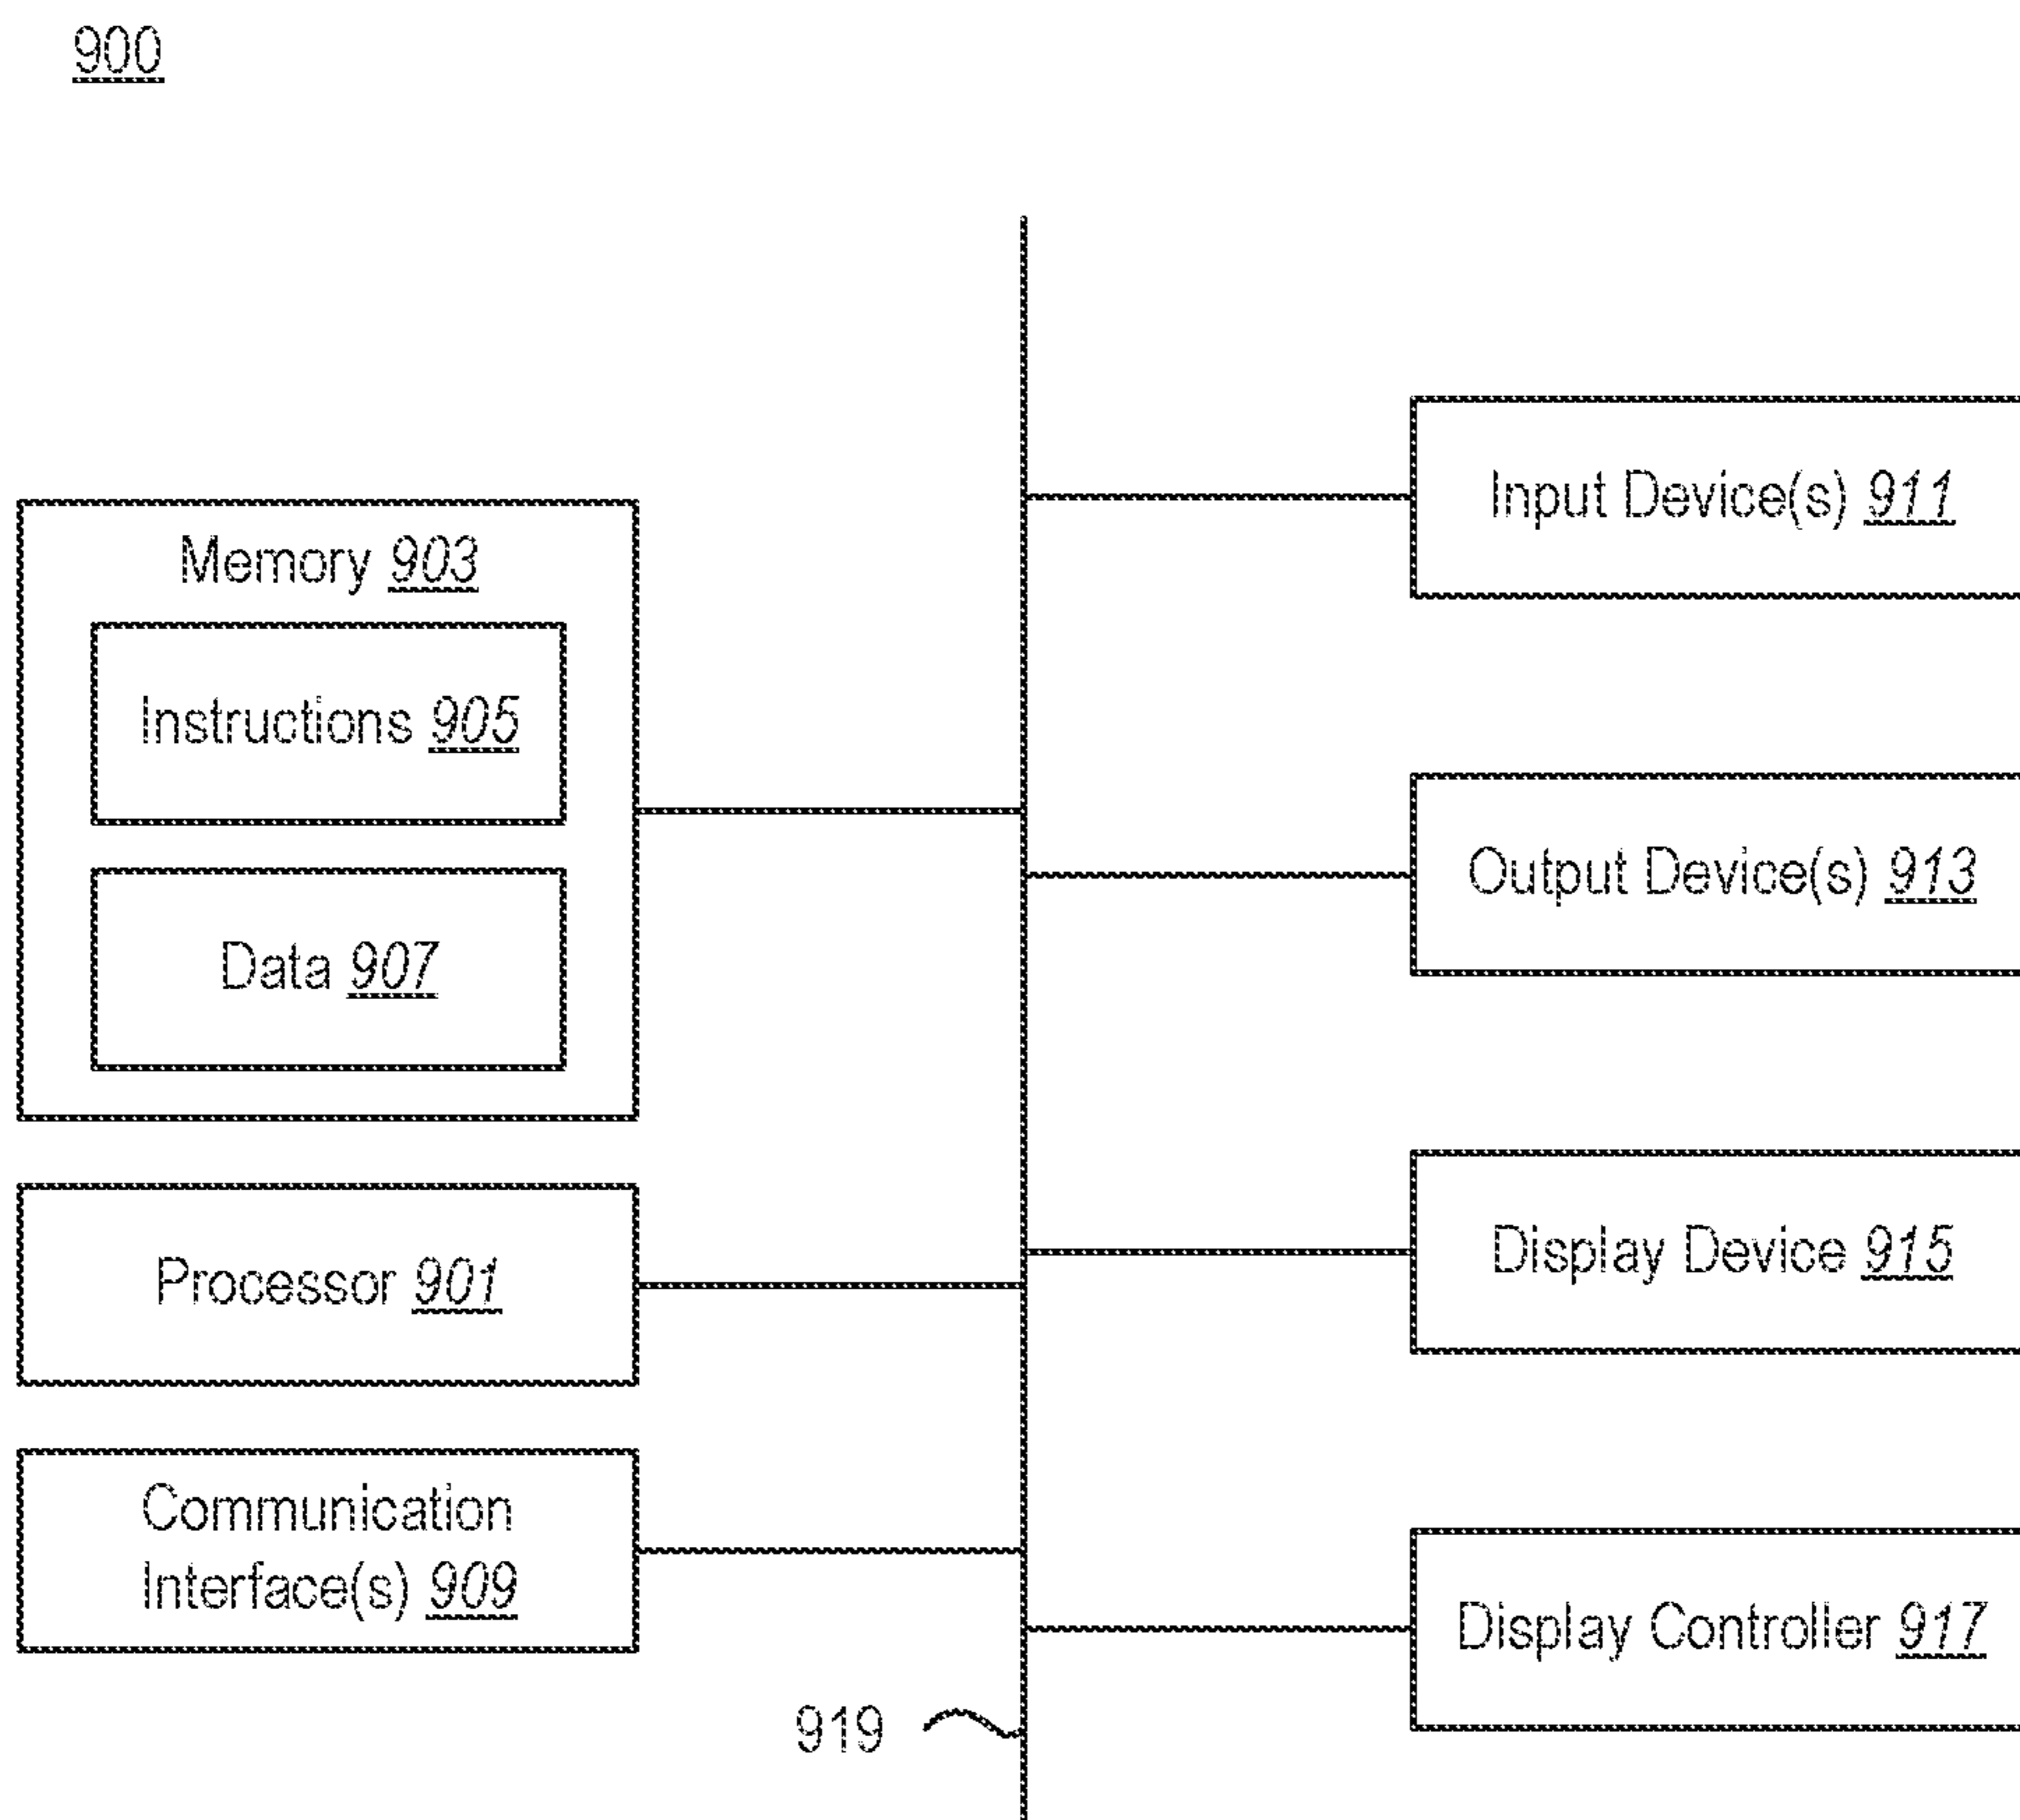 900
Memory 903
Instructions 905
Data 907
Processor 901
Communication
Interface(s) 909
Input Device(s) 911
Output Device(s) 913
Display Device 915
Display Controller 917
919